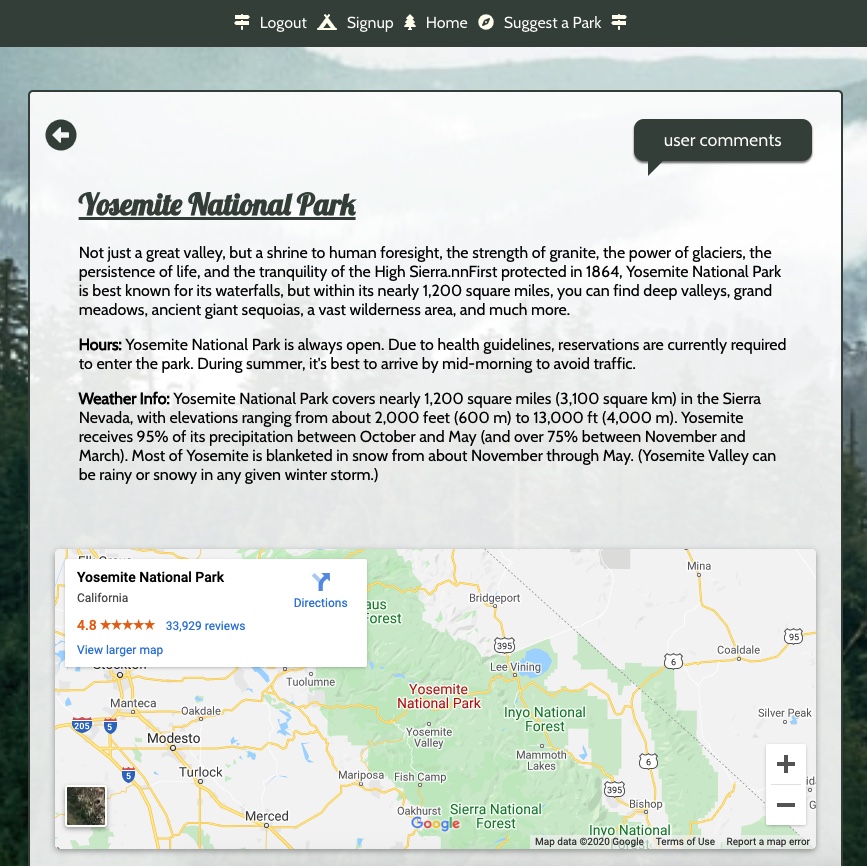 Logout Signup Home Suggest a Park
user comments
Yosemite National Park
Not just a great valley, but a shrine to human foresight, the strength of granite, the power of glaciers, the
persistence of life, and the tranquility of the High Sierra.nnFirst protected in 1864, Yosemite National Park
is best known for its waterfalls, but within its nearly 1,200 square miles, you can find deep valleys, grand
meadows, ancient giant sequoias, a vast wilderness area, and much more.
Hours: Yosemite National Park is always open. Due to health guidelines, reservations are currently required
to enter the park. During summer, it's best to arrive by mid-morning to avoid traffic.
Weather Info: Yosemite National Park covers nearly 1,200 square miles (3,100 square km) in the Sierra
Nevada, with elevations ranging from about 2,000 feet (600 m) to 13,000 ft (4,000 m). Yosemite
receives 95% of its precipitation between October and May (and over 75% between November and
March). Most of Yosemite is blanketed in snow from about November through May. (Yosemite Valley can
be rainy or snowy in any given winter storm.)
Yosemite National Park
California
4.8 33,929 reviews
View larger map
Directions
Forest
Mina
Bridgeport
395
95
Coaldale
6
Lee Vining
Stockton
Tuolumne
Yosemite
National Park
Manteca
Oakdale
Inyo National
Forest
Silver Peak
205
5
Yosemite
Valley
Modesto
Mammoth
Lakes
6
5
Turlock
Mariposa
Fish Camp
395
Bishop
Merced
Oakhurst
Sierra National
Forest
Google
Inyo National
Forest
Map data ©2020 Google Terms of Use Report a map error